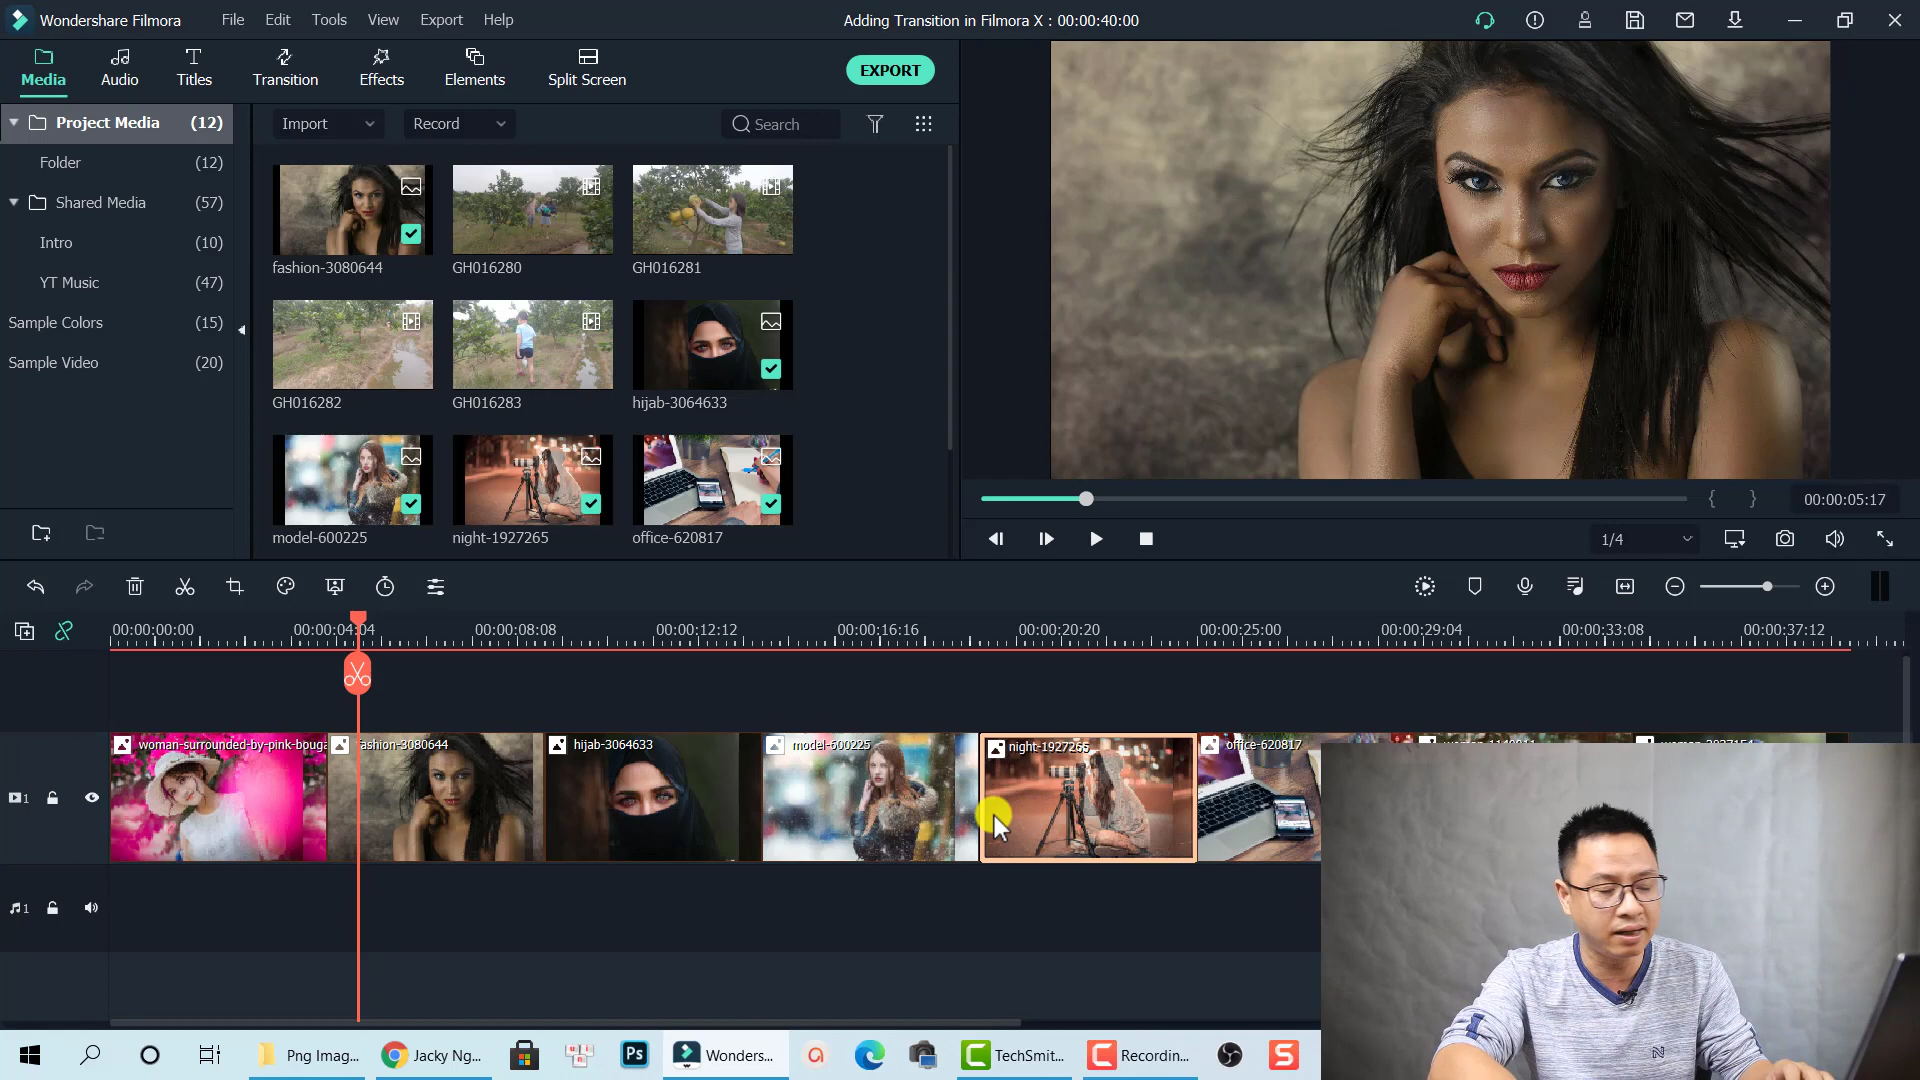 Wondershare Filmora
File Edit Tools View Export Help
Adding Transition in Filmora X : 00:00:40:00
Media Audio Titles Transition Effects Elements Split Screen
EXPORT
Project Media (12)
Folder (12)
Shared Media (57)
Intro (10)
YT Music (47)
Sample Colors (15)
Sample Video (20)
Import Record Search
fashion-3080644 GH016280 GH016281
GH016282 GH016283 hijab-3064633
model-600225 night-1927265 office-620817
{ } 00:00:05:17
1/4
00:00:00:00 00:00:04:04 00:00:08:08 00:00:12:12 00:00:16:16 00:00:20:20 00:00:25:00 00:00:29:04 00:00:33:08 00:00:37:12
woman-surrounded-by-pink-bouga fashion-3080644 hijab-3064633 model-600225 night-1927265 office-620817
1
1
Png Imag... Jacky Ng... Ps Wonders... TechSmit... Recordin... S